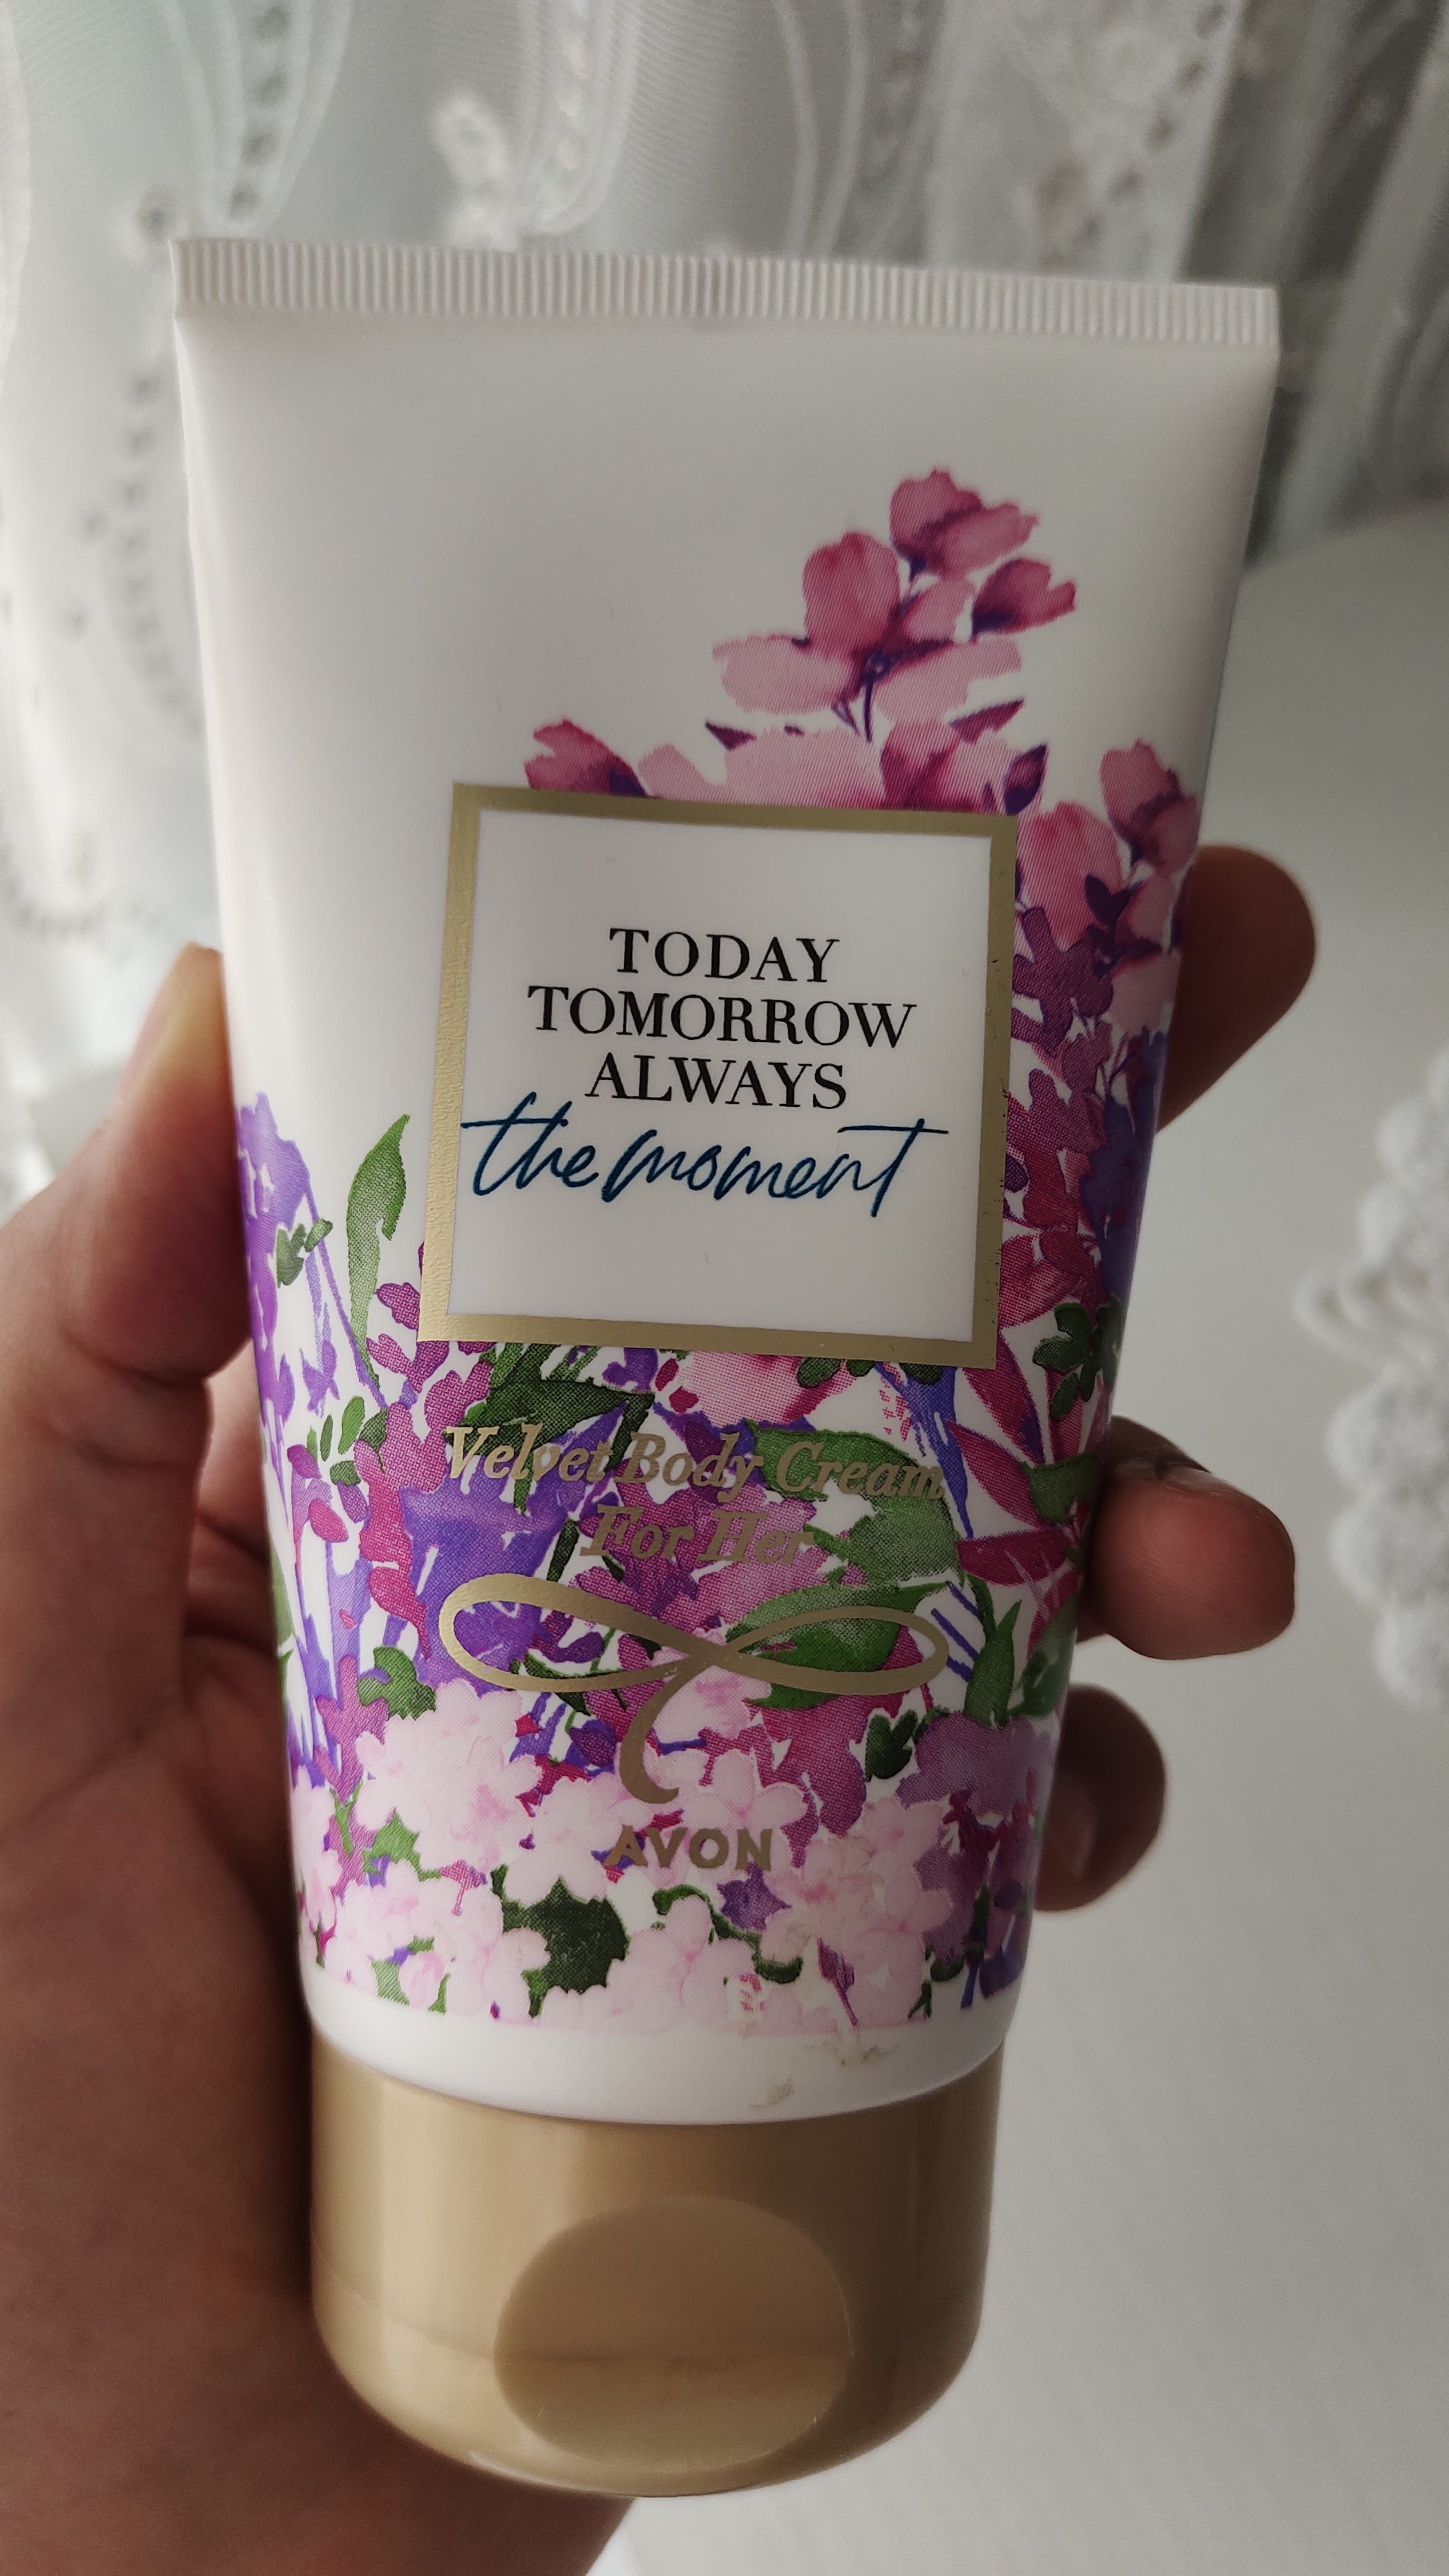 TODAY
TOMORROW
ALWAYS
the moment
Velvet Body Cream
For Her
AVON